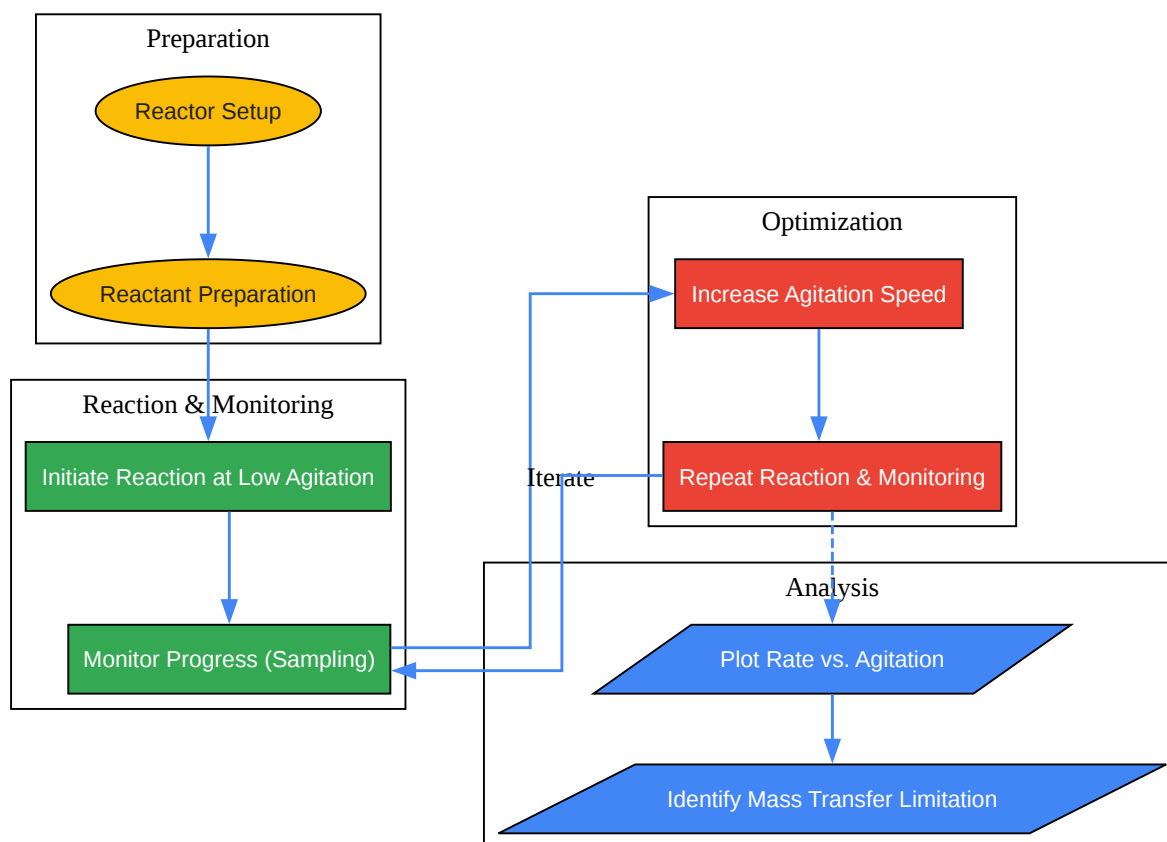 Preparation
Reactor Setup
Reactant Preparation
Reaction & Monitoring
Initiate Reaction at Low Agitation
Monitor Progress (Sampling)
Iterate
Optimization
Increase Agitation Speed
Repeat Reaction & Monitoring
Analysis
Plot Rate vs. Agitation
Identify Mass Transfer Limitation